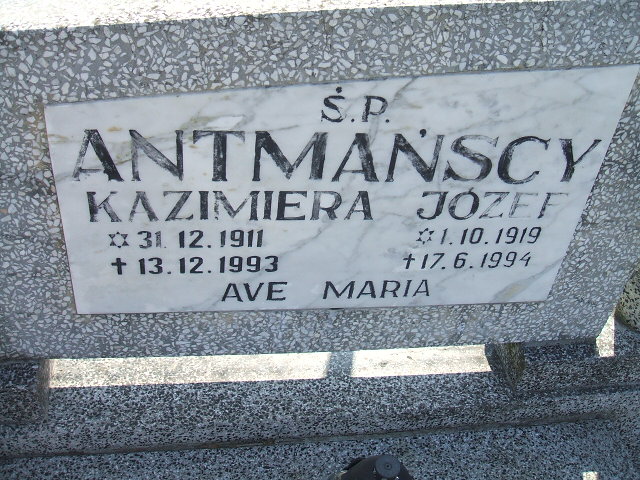 Ś.P.
ANTMAŃSCY
KAZIMIERA JÓZEF
✡ 31.12.1911 ✡ 1.10.1919
✝ 13.12.1993 ✝ 17.6.1994
AVE MARIA